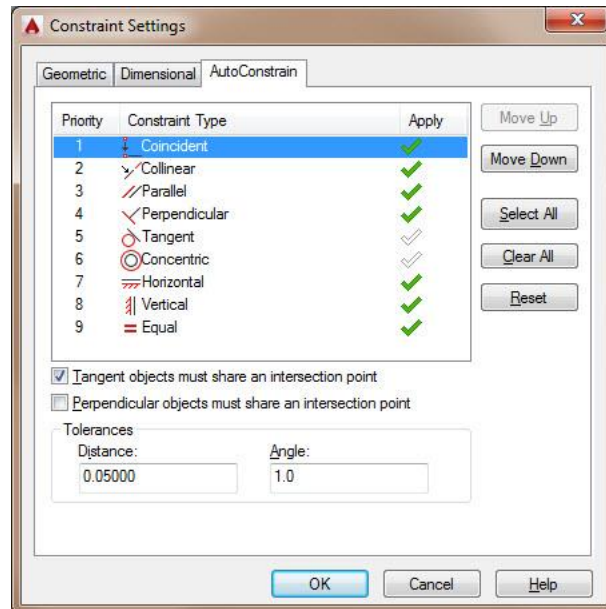 Constraint Settings
Geometric Dimensional AutoConstrain
Priority Constraint Type Apply
1 Coincident
2 Collinear
3 Parallel
4 Perpendicular
5 Tangent
6 Concentric
7 Horizontal
8 Vertical
9 Equal
Move Up
Move Down
Select All
Clear All
Reset
Tangent objects must share an intersection point
Perpendicular objects must share an intersection point
Tolerances
Distance: Angle:
0.05000 1.0
OK Cancel Help